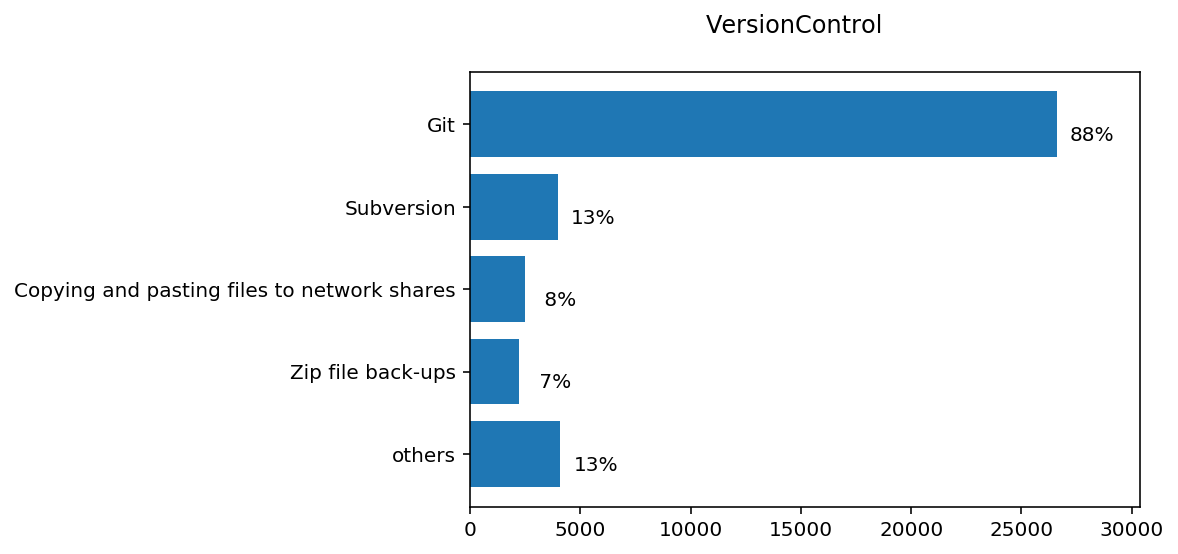 VersionControl
Git
88%
Subversion
13%
Copying and pasting files to network shares
8%
Zip file back-ups
7%
others
13%
0 5000 10000 15000 20000 25000 30000